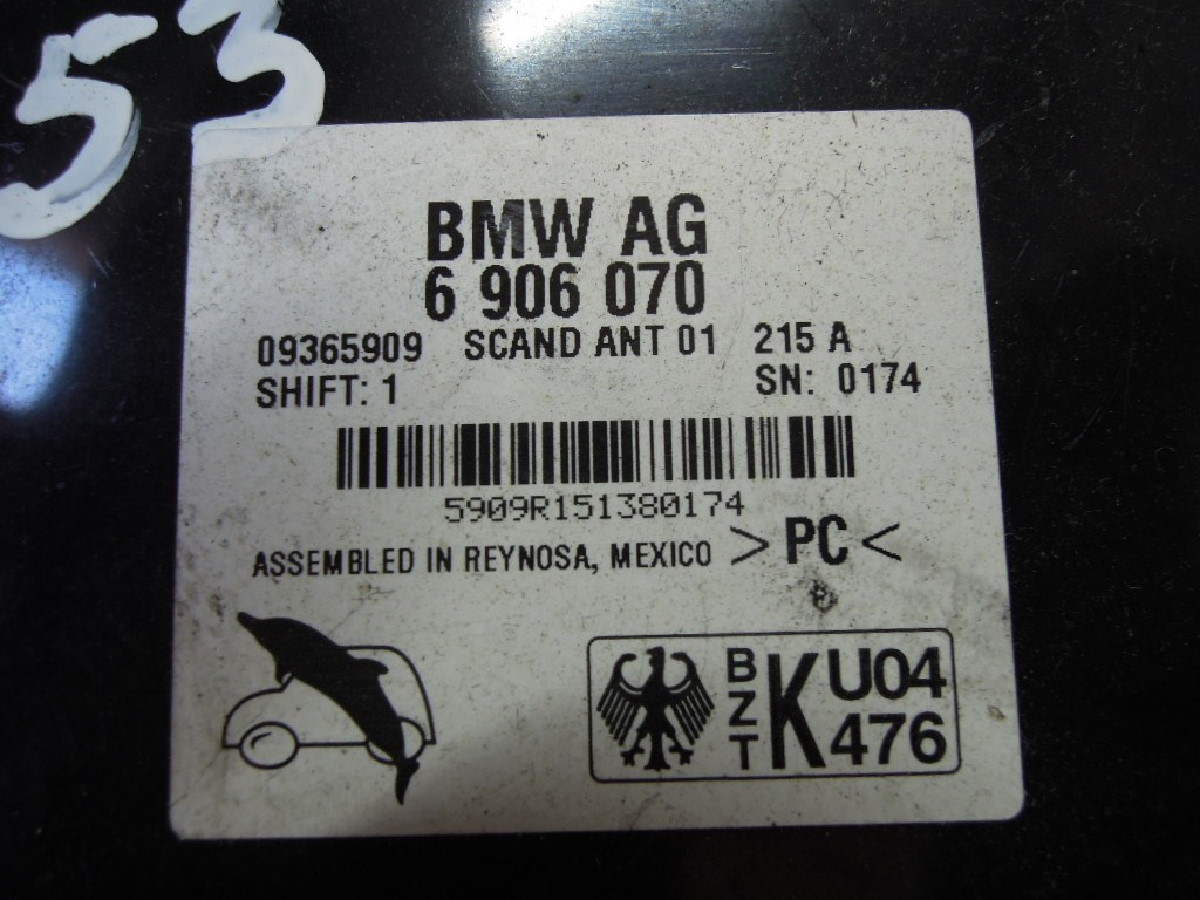 53
BMW AG
6 906 070
09365909 SCAND ANT 01 215 A
SHIFT: 1 SN: 0174
5909R151380174
ASSEMBLED IN REYNOSA, MEXICO >PC<
BZT K U04
476